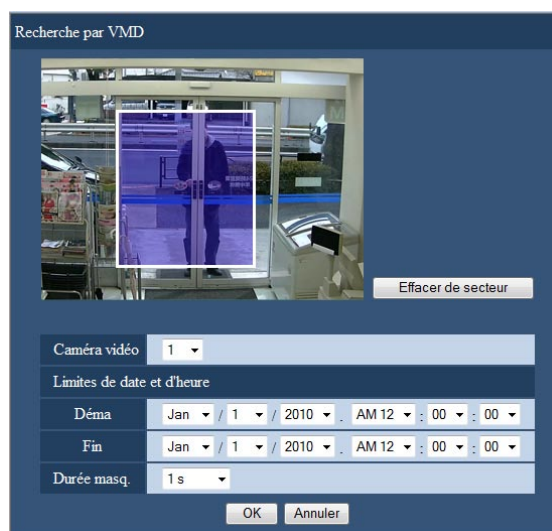 Recherche par VMD
Effacer de secteur
Caméra vidéo 1
Limites de date et d'heure
Déma Jan / 1 / 2010 . AM 12 : 00 : 00
Fin Jan / 1 / 2010 . AM 12 : 00 : 00
Durée masq. 1 s
OK Annuler